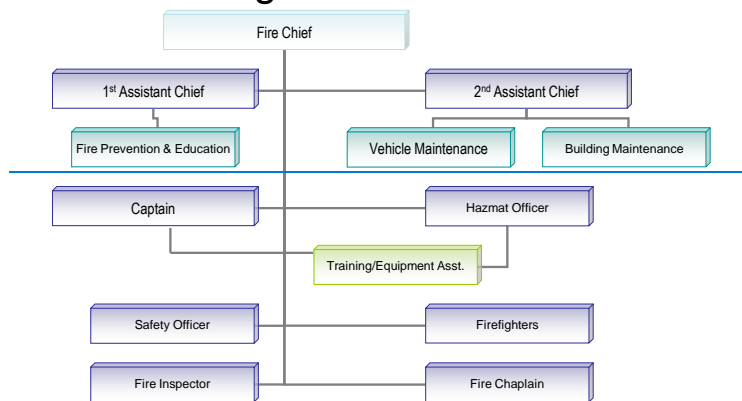 Fire Chief
1st Assistant Chief
2nd Assistant Chief
Fire Prevention & Education
Vehicle Maintenance
Building Maintenance
Captain
Hazmat Officer
Training/Equipment Asst.
Safety Officer
Firefighters
Fire Inspector
Fire Chaplain